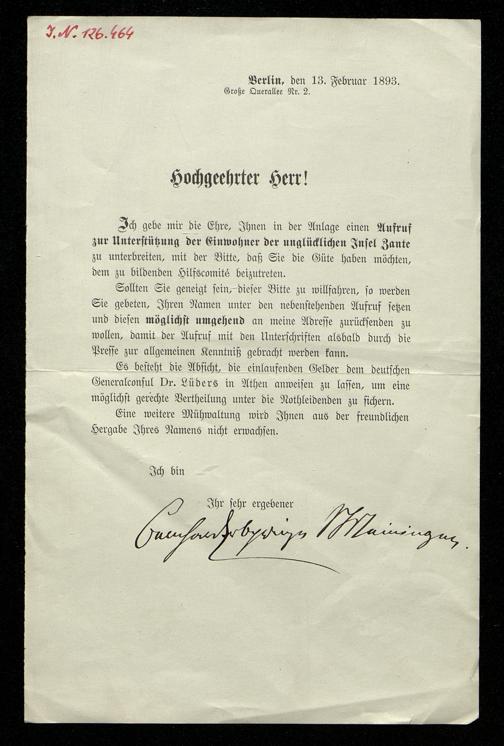 I.N. 126.464
Berlin, den 13. Februar 1893.
Große Querallee Nr. 2.
Hochgeehrter Herr!
Ich gebe mir die Ehre, Ihnen in der Anlage einen Aufruf
zur Unterstützung der Einwohner der unglücklichen Insel Zante
zu unterbreiten, mit der Bitte, daß Sie die Güte haben möchten,
dem zu bildenden Hilfscomité beizutreten.
Sollten Sie geneigt sein, dieser Bitte zu willfahren, so werden
Sie gebeten, Ihren Namen unter den nebenstehenden Aufruf setzen
und diesen möglichst umgehend an meine Adresse zurücksenden zu
wollen, damit der Aufruf mit den Unterschriften alsbald durch die
Presse zur allgemeinen Kenntniß gebracht werden kann.
Es besteht die Absicht, die einlaufenden Gelder dem deutschen
Generalconsul Dr. Lüders in Athen anweisen zu lassen, um eine
möglichst gerechte Vertheilung unter die Nothleidenden zu sichern.
Eine weitere Mühwaltung wird Ihnen aus der freundlichen
Hergabe Ihres Namens nicht erwachsen.
Ich bin
Ihr sehr ergebener
Meiningen.